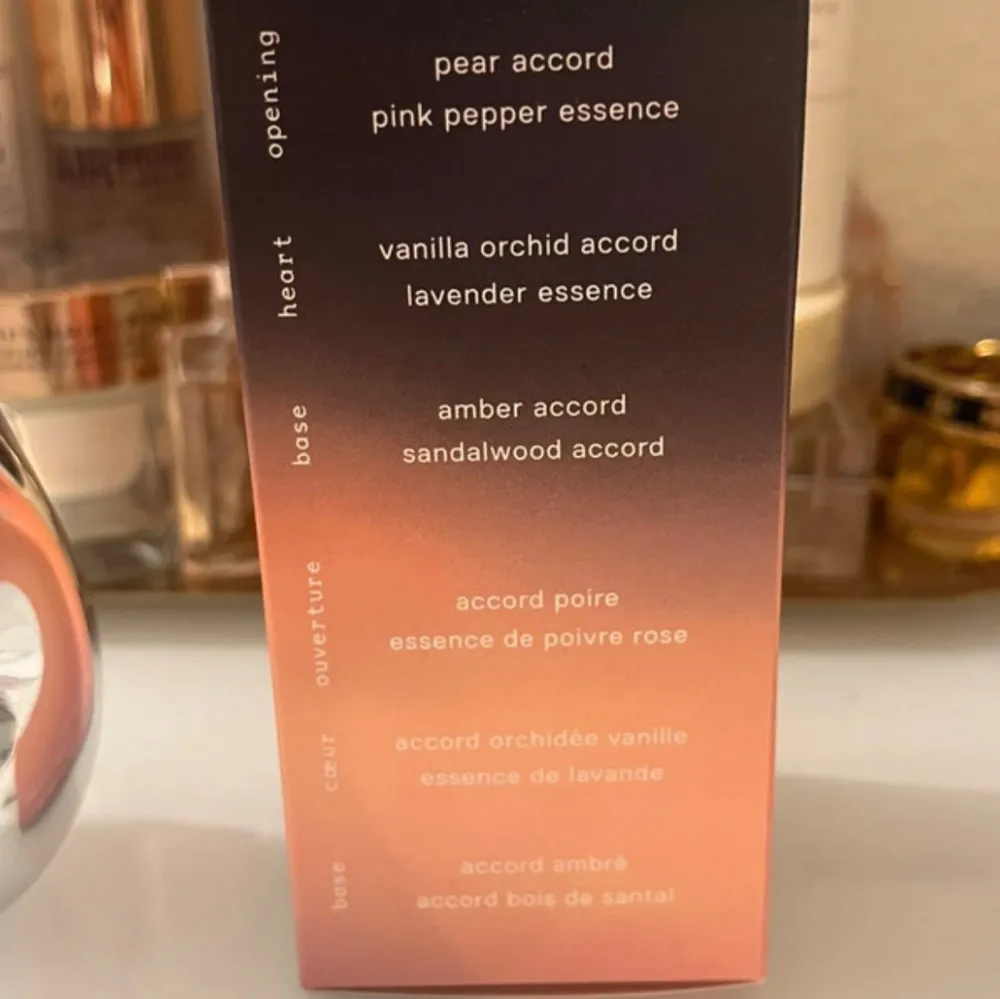 opening
pear accord
pink pepper essence
heart
vanilla orchid accord
lavender essence
base
amber accord
sandalwood accord
ouverture
accord poire
essence de poivre rose
cœur
accord orchidée vanille
essence de lavande
base
accord ambré
accord bois de santal